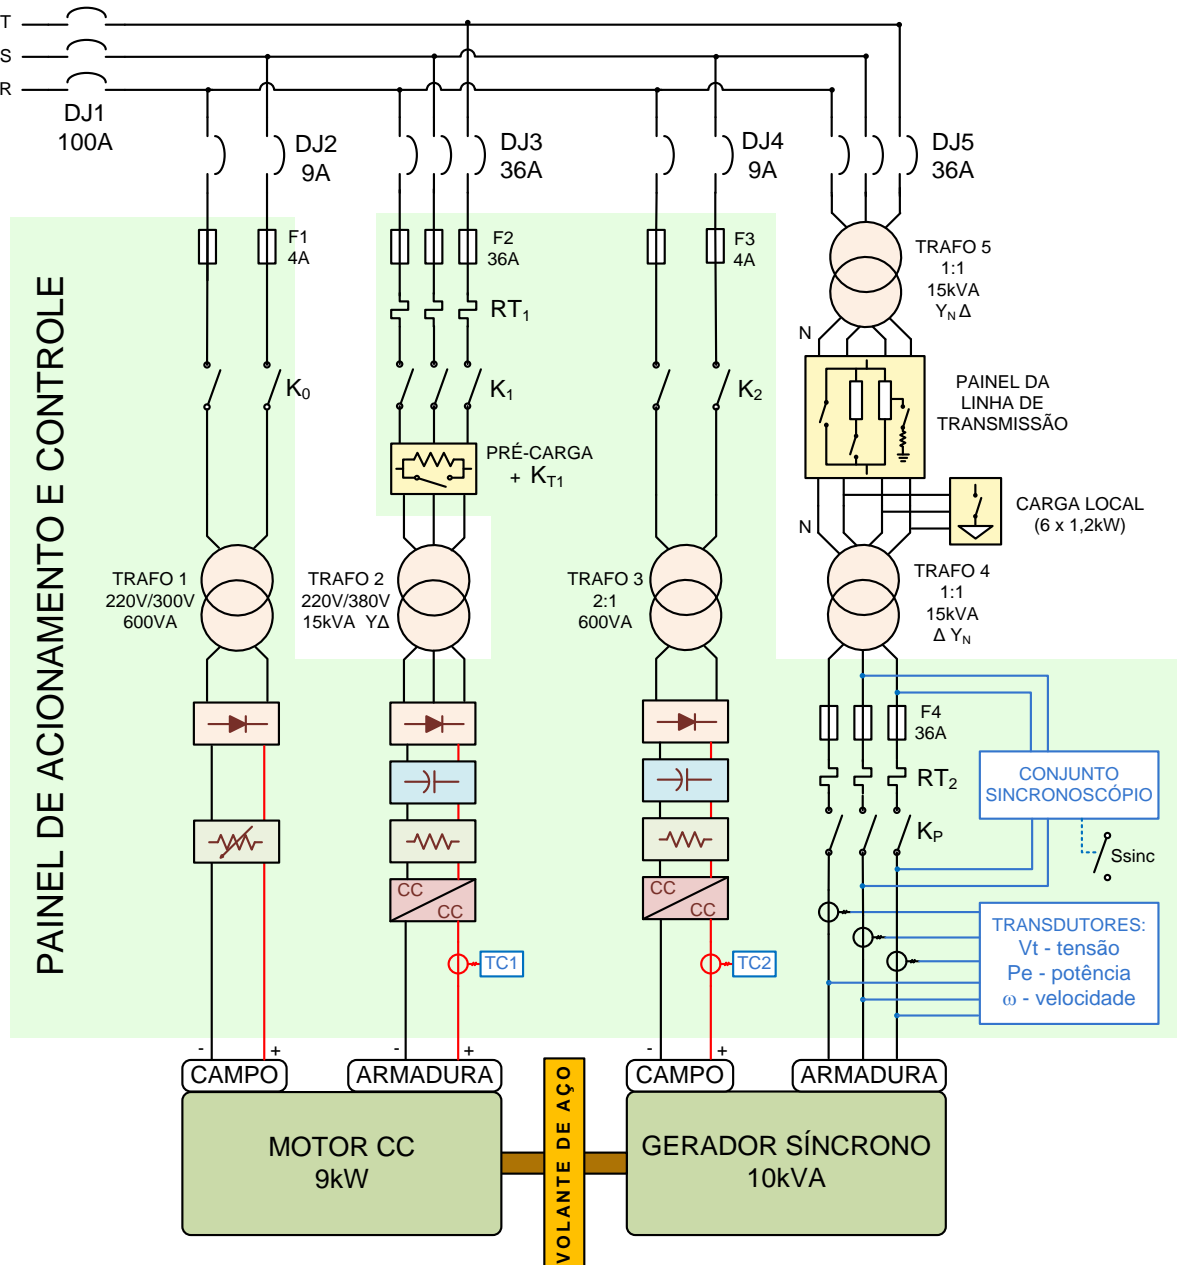 T
S
R
DJ1
100A
DJ2
9A
DJ3
36A
DJ4
9A
DJ5
36A
PAINEL DE ACIONAMENTO E CONTROLE
F1
4A
F2
36A
F3
4A
RT1
K0
K1
K2
PRÉ-CARGA
+ KT1
TRAFO 5
1:1
15kVA
YN Δ
N
PAINEL DA
LINHA DE
TRANSMISSÃO
CARGA LOCAL
(6 x 1,2kW)
N
TRAFO 1
220V/300V
600VA
TRAFO 2
220V/380V
15kVA YΔ
TRAFO 3
2:1
600VA
TRAFO 4
1:1
15kVA
Δ YN
F4
36A
RT2
KP
CONJUNTO
SINCRONOSCÓPIO
Ssinc
CC
CC
CC
CC
TC1
TC2
TRANSDUTORES:
Vt - tensão
Pe - potência
ω - velocidade
- +
- +
- +
CAMPO
ARMADURA
CAMPO
ARMADURA
MOTOR CC
9kW
VOLANTE DE AÇO
GERADOR SÍNCRONO
10kVA